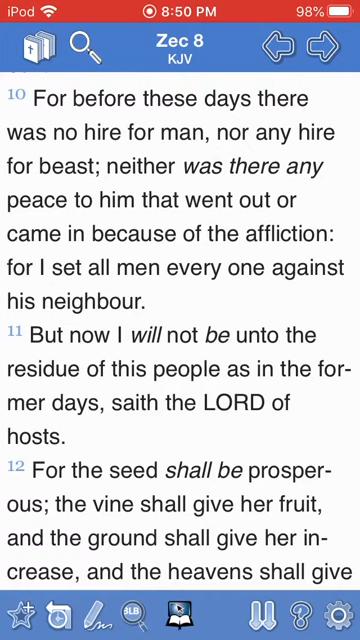 iPod 8:50 PM 98%
Zec 8
KJV
10 For before these days there
was no hire for man, nor any hire
for beast; neither was there any
peace to him that went out or
came in because of the affliction:
for I set all men every one against
his neighbour.
11 But now I will not be unto the
residue of this people as in the for-
mer days, saith the LORD of
hosts.
12 For the seed shall be prosper-
ous; the vine shall give her fruit,
and the ground shall give her in-
crease, and the heavens shall give
BLB